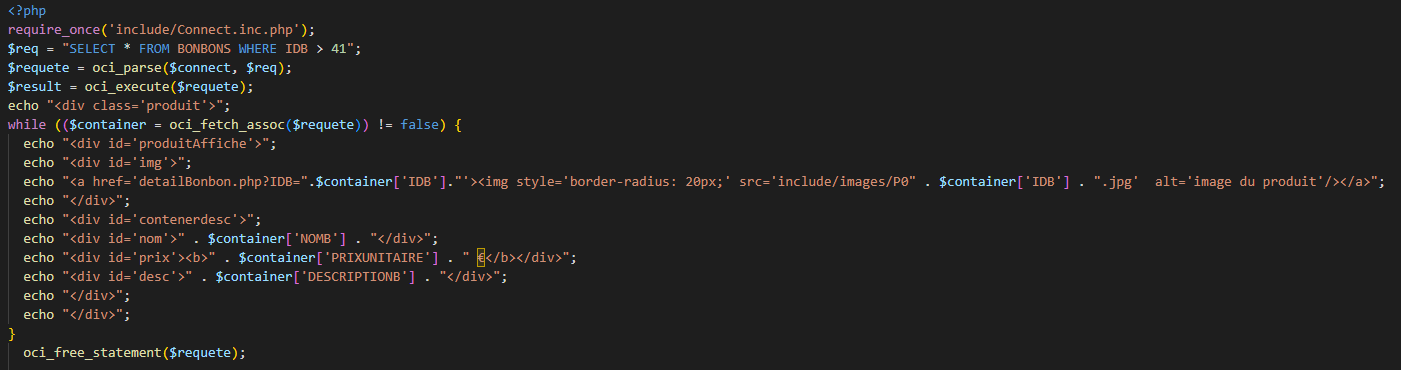 <?php
require_once('include/Connect.inc.php');
$req = "SELECT * FROM BONBONS WHERE IDB > 41";
$requete = oci_parse($connect, $req);
$result = oci_execute($requete);
echo "<div class='produit'>";
while (($container = oci_fetch_assoc($requete)) != false) {
  echo "<div id='produitAffiche'>";
  echo "<div id='img'>";
  echo "<a href='detailBonbon.php?IDB=".$container['IDB']."'><img style='border-radius: 20px;' src='include/images/P0" . $container['IDB'] . ".jpg'  alt='image du produit'/></a>";
  echo "</div>";
  echo "<div id='contenerdesc'>";
  echo "<div id='nom'>" . $container['NOMB'] . "</div>";
  echo "<div id='prix'><b>" . $container['PRIXUNITAIRE'] . " €</b></div>";
  echo "<div id='desc'>" . $container['DESCRIPTIONB'] . "</div>";
  echo "</div>";
  echo "</div>";
}
  oci_free_statement($requete);